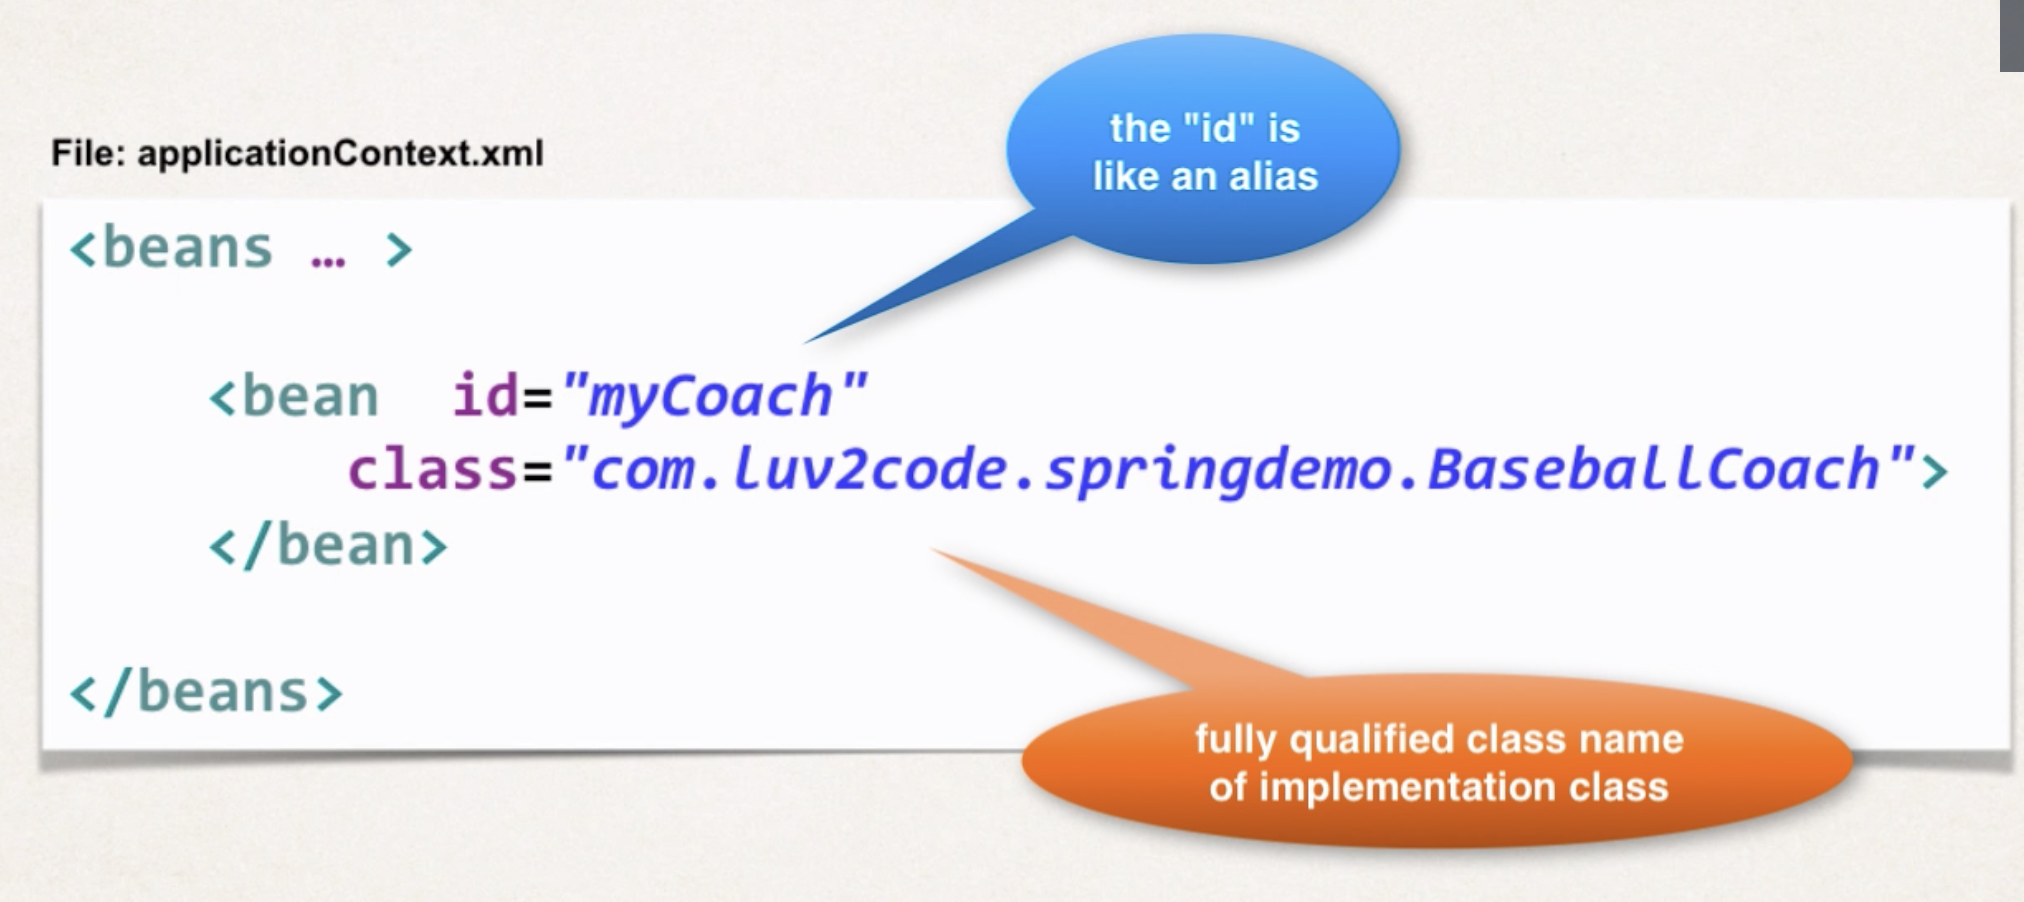 the "id" is
like an alias
File: applicationContext.xml
<beans … >
<bean id="myCoach"
class="com.luv2code.springdemo.BaseballCoach">
</bean>
</beans>
fully qualified class name
of implementation class